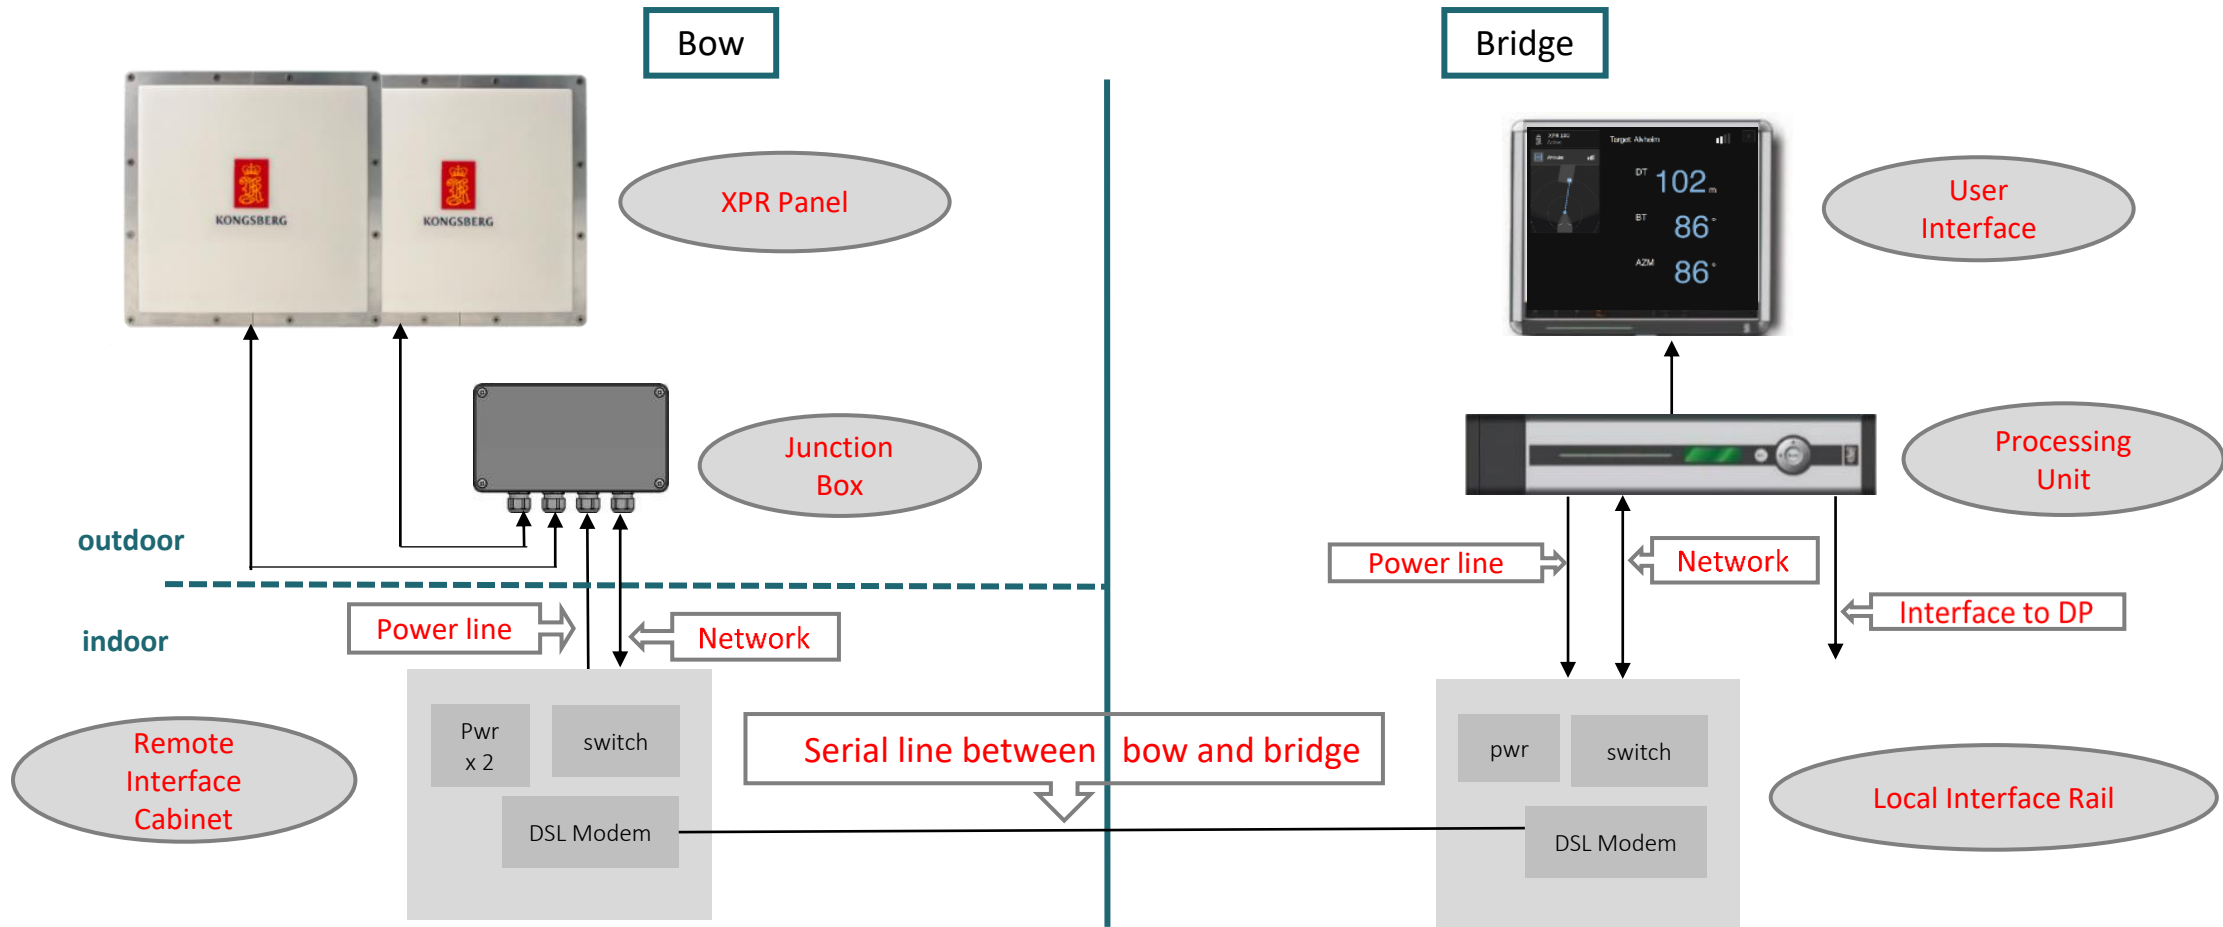 Bow
Bridge
KONGSBERG
KONGSBERG
XPR Panel
Target: Alvheim
DT 102 m
BT 86°
AZM 86°
User
Interface
Junction
Box
Processing
Unit
outdoor
indoor
Power line
Network
Power line
Network
Interface to DP
Remote
Interface
Cabinet
Pwr
x 2
switch
DSL Modem
Serial line between bow and bridge
pwr
switch
DSL Modem
Local Interface Rail